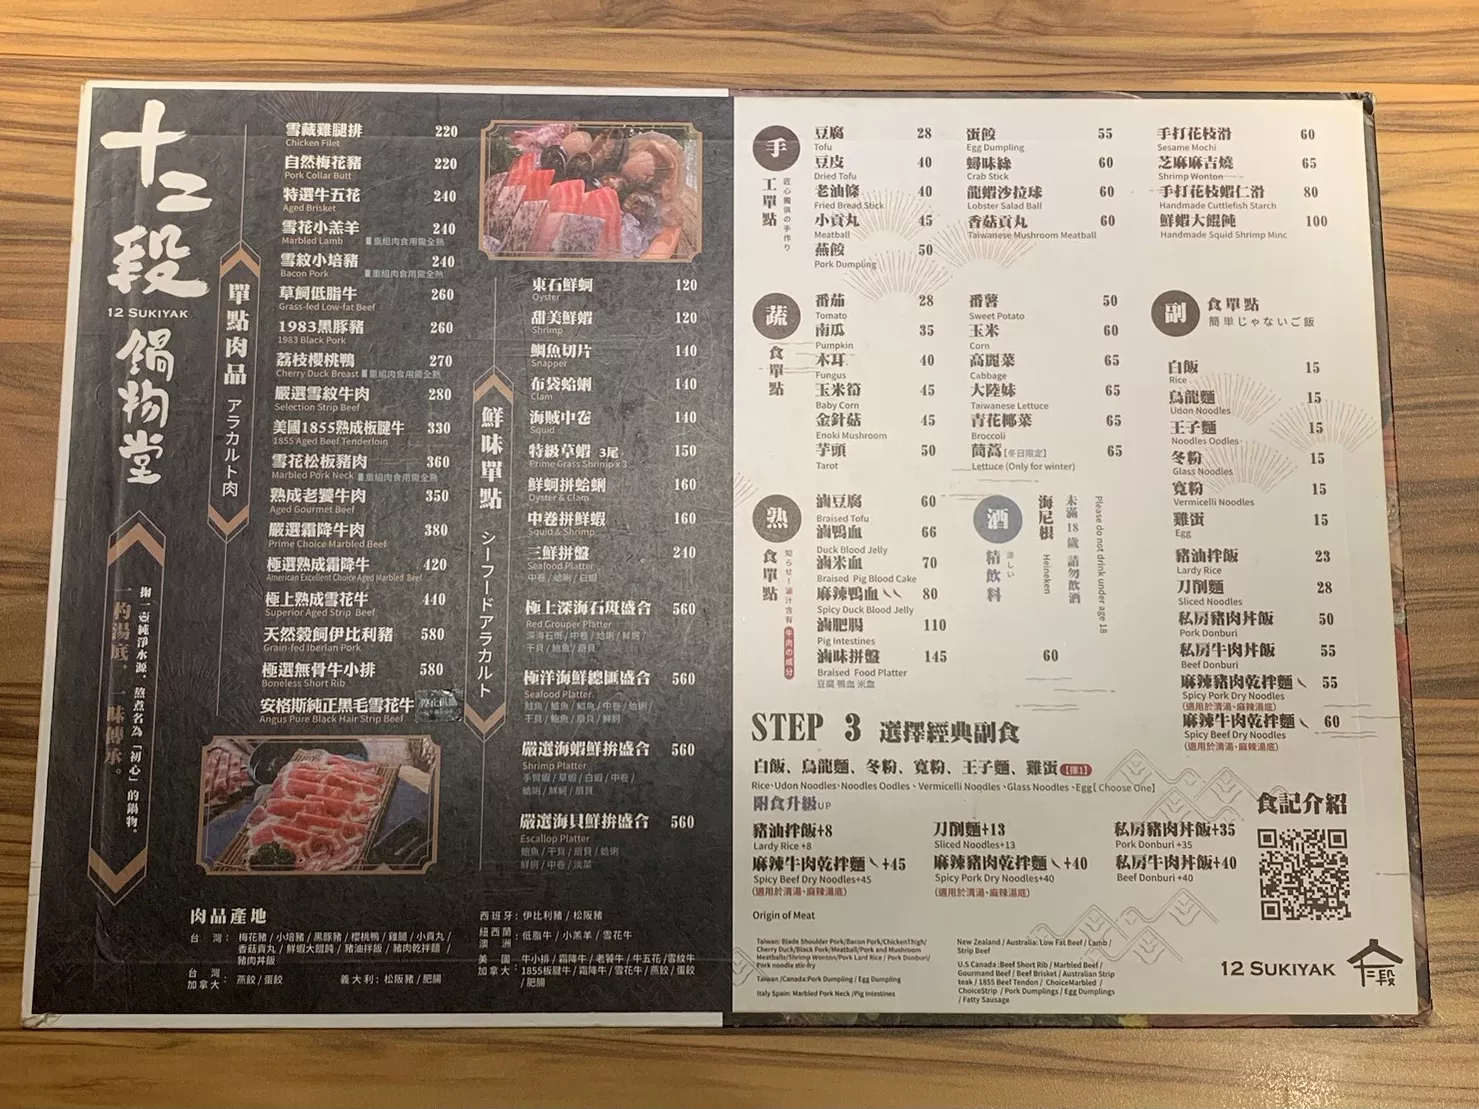 十二段
12 SUKIYAK
鍋物堂
掬一壺純淨水源，熬煮名為「初心」的鍋物。
一的湯底，一味傳承。
單點肉品 アラカルト肉
雪藏雞腿排 220
Chicken Filet
自然梅花豬 220
Pork Collar Butt
特選牛五花 240
Aged Brisket
雪花小羔羊 240
Marbled Lamb 重組肉食用需全熟
雪紋小培豬 240
Bacon Pork 重組肉食用需全熟
草飼低脂牛 260
Grass-fed Low-fat Beef
1983黑豚豬 260
1983 Black Pork
荔枝櫻桃鴨 270
Cherry Duck Breast 重組肉食用需全熟
嚴選雪紋牛肉 280
Selection Strip Beef
美國1855熟成板腱牛 330
1855 Aged Beef Tenderloin
雪花松板豬肉 360
Marbled Pork Neck 重組肉食用需全熟
熟成老饕牛肉 350
Aged Gourmet Beef
嚴選霜降牛肉 380
Prime Choice Marbled Beef
極選熟成霜降牛 420
American Excellent Choice Aged Marbled Beef
極上熟成雪花牛 440
Superior Aged Strip Beef
天然穀飼伊比利豬 580
Grain-fed Iberian Pork
極選無骨牛小排 580
Boneless Short Rib
安格斯純正黑毛雪花牛
Angus Pure Black Hair Strip Beef
鮮味單點 シーフードアラカルト
東石鮮蚵 120
Oyster
甜美鮮蝦 120
Shrimp
鯛魚切片 140
Snapper
布袋蛤蜊 140
Clam
海賊中卷 140
Squid
特級草蝦 3尾 150
Prime Grass Shrimp x 3
鮮蚵拼蛤蜊 160
Oyster & Clam
中卷拼鮮蝦 160
Squid & Shrimp
三鮮拼盤 240
Seafood Platter
中卷 / 蛤蜊 / 白蝦
極上深海石斑盛合 560
Red Grouper Platter
深海石斑 / 中卷 / 蛤蜊 / 鮮蚵
干貝 / 鮑魚 / 扇貝
極洋海鮮總匯盛合 560
Seafood Platter
鮭魚 / 鱸魚 / 鯛魚 / 中卷 / 蛤蜊
干貝 / 鮑魚 / 扇貝 / 鮮蚵
嚴選海蝦鮮拚盛合 560
Shrimp Platter
手臂蝦 / 草蝦 / 白蝦 / 中卷
蛤蜊 / 鮮蚵 / 扇貝
嚴選海貝鮮拚盛合 560
Escallop Platter
鮑魚 / 干貝 / 扇貝 / 蛤蜊
鮮蚵 / 中卷 / 淡菜
肉品產地
台 灣：梅花豬 / 小培豬 / 黑豚豬 / 櫻桃鴨 / 雞腿 / 小貢丸 /
香菇貢丸 / 鮮蝦大餛飩 / 豬油拌飯 / 豬肉乾拌麵 /
豬肉丼飯
台 灣
加拿大：燕餃 / 蛋餃
義大利：松阪豬 / 肥腸
西班牙：伊比利豬 / 松阪豬
紐西蘭
澳 洲：低脂牛 / 小羔羊 / 雪花牛
美 國
加拿大：牛小排 / 霜降牛 / 老饕牛 / 牛五花 / 雪紋牛
1855板腱牛 / 霜降牛 / 雪花牛 / 燕餃 / 蛋餃
/ 肥腸
手工單點 匠心獨俱の手作り
豆腐 28
Tofu
豆皮 40
Dried Tofu
老油條 40
Fried Bread Stick
小貢丸 45
Meatball
燕餃 50
Pork Dumpling
蛋餃 55
Egg Dumpling
蟳味絲 60
Crab Stick
龍蝦沙拉球 60
Lobster Salad Ball
香菇貢丸 60
Taiwanese Mushroom Meatball
手打花枝滑 60
Sesame Mochi
芝麻麻吉燒 65
Shrimp Wonton
手打花枝蝦仁滑 80
Handmade Cuttlefish Starch
鮮蝦大餛飩 100
Handmade Squid Shrimp Minc
蔬食單點
番茄 28
Tomato
南瓜 35
Pumpkin
木耳 40
Fungus
玉米筍 45
Baby Corn
金針菇 45
Enoki Mushroom
芋頭 50
Tarot
番薯 50
Sweet Potato
玉米 60
Corn
高麗菜 65
Cabbage
大陸妹 65
Taiwanese Lettuce
青花椰菜 65
Broccoli
茼蒿【冬日限定】 65
Lettuce (Only for winter)
副食單點
簡単じゃないご飯
白飯 15
Rice
烏龍麵 15
Udon Noodles
王子麵 15
Noodles Oodles
冬粉 15
Glass Noodles
寬粉 15
Vermicelli Noodles
雞蛋 15
Egg
豬油拌飯 23
Lardy Rice
刀削麵 28
Sliced Noodles
私房豬肉丼飯 50
Pork Donburi
私房牛肉丼飯 55
Beef Donburi
麻辣豬肉乾拌麵 55
Spicy Pork Dry Noodles
(適用於清湯、麻辣湯底)
麻辣牛肉乾拌麵 60
Spicy Beef Dry Noodles
(適用於清湯、麻辣湯底)
熟食單點 知らせ！滷汁含有 牛肉の成分
滷豆腐 60
Braised Tofu
滷鴨血 66
Duck Blood Jelly
滷米血 70
Braised Pig Blood Cake
麻辣鴨血 80
Spicy Duck Blood Jelly
滷肥腸 110
Pig Intestines
滷味拼盤 145
Braised Food Platter
豆腐 鴨血 米血
酒精飲料 涼しい
海尼根 Heineken
60
未滿18歲 請勿飲酒
Please do not drink under age 18
STEP 3 選擇經典副食
白飯、烏龍麵、冬粉、寬粉、王子麵、雞蛋【擇1】
Rice、Udon Noodles、Noodles Oodles、Vermicelli Noodles、Glass Noodles、Egg[ Choose One]
附食升級UP
豬油拌飯+8
Lardy Rice +8
刀削麵+13
Sliced Noodles+13
私房豬肉丼飯+35
Pork Donburi +35
麻辣牛肉乾拌麵+45
Spicy Beef Dry Noodles+45
(適用於清湯、麻辣湯底)
麻辣豬肉乾拌麵+40
Spicy Pork Dry Noodles+40
(適用於清湯、麻辣湯底)
私房牛肉丼飯+40
Beef Donburi +40
食記介紹
Origin of Meat
Taiwan: Blade Shoulder Pork/Bacon Pork/ChickenThigh/
Cherry Duck/Black Pork/Meatball/Pork and Mushroom
Meatballs/Shrimp Wonton/Pork Lard Rice / Pork Donburi/
Pork noodle stir-fry
Taiwan /Canada:Pork Dumpling / Egg Dumpling
Italy Spain: Marbled Pork Neck /Pig Intestines
New Zealand / Australia: Low Fat Beef / Lamb /
Strip Beef
U.S Canada :Beef Short Rib / Marbled Beef /
Gourmand Beef / Beef Brisket / Australian Strip
teak / 1855 Beef Tendon / ChoiceMarbled /
ChoiceStrip / Pork Dumplings / Egg Dumplings
/ Fatty Sausage
12 SUKIYAK
十二段